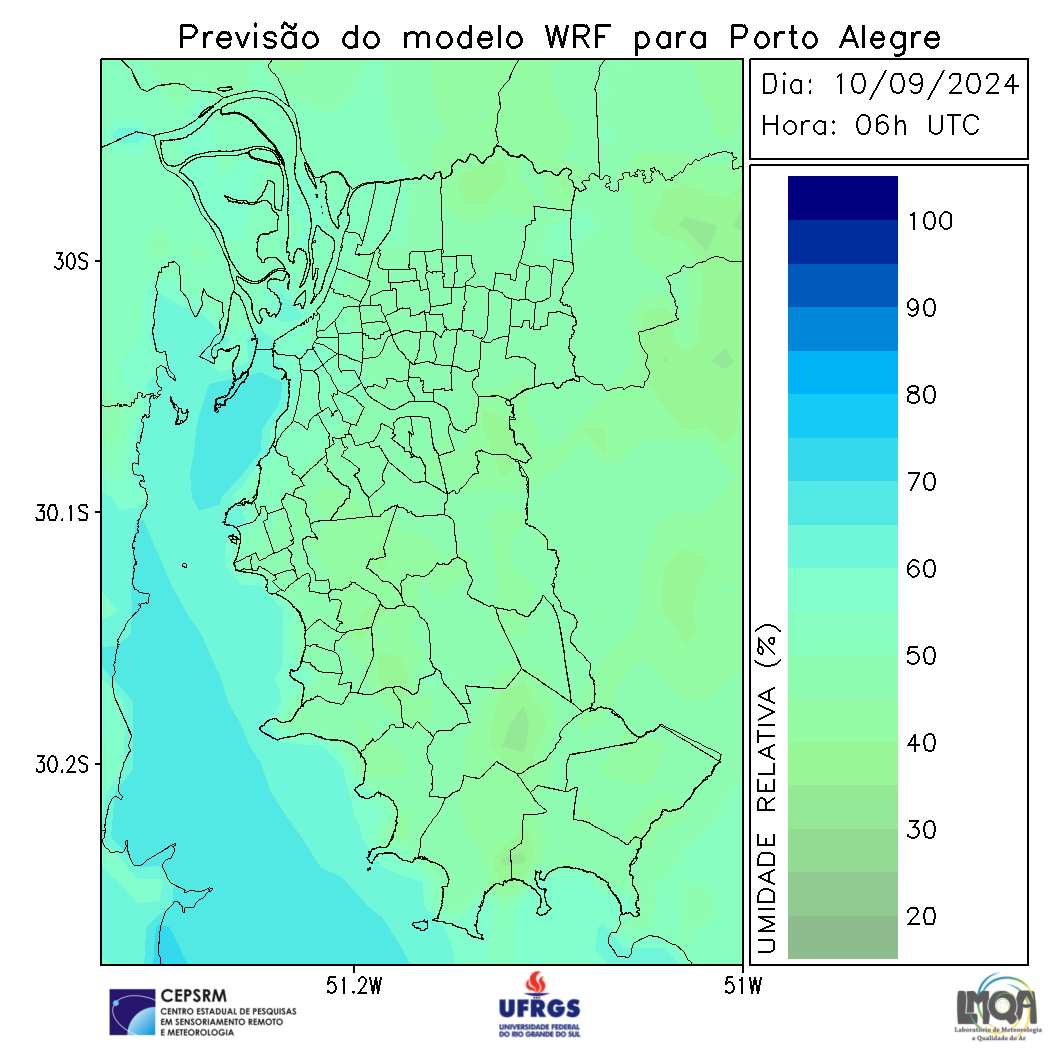 Previsão do modelo WRF para Porto Alegre
Dia: 10/09/2024
Hora: 06h UTC
30S
30.1S
30.2S
51.2W
51W
100
90
80
70
60
50
40
30
20
UMIDADE RELATIVA (%)
CEPSRM
CENTRO ESTADUAL DE PESQUISAS
EM SENSORIAMENTO REMOTO
E METEOROLOGIA
UFRGS
UNIVERSIDADE FEDERAL
DO RIO GRANDE DO SUL
LMQA
Laboratório de Meteorologia
e Qualidade do Ar